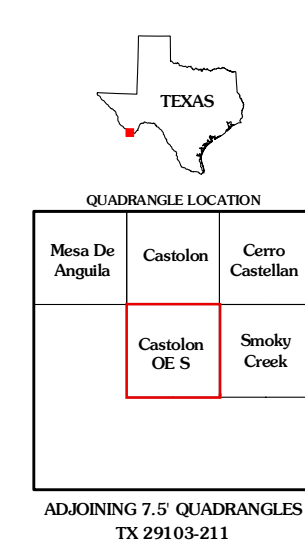 TEXAS
QUADRANGLE LOCATION
Mesa De
Anguila
Castolon
Cerro
Castellan
Castolon
OE S
Smoky
Creek
ADJOINING 7.5' QUADRANGLES
TX 29103-211